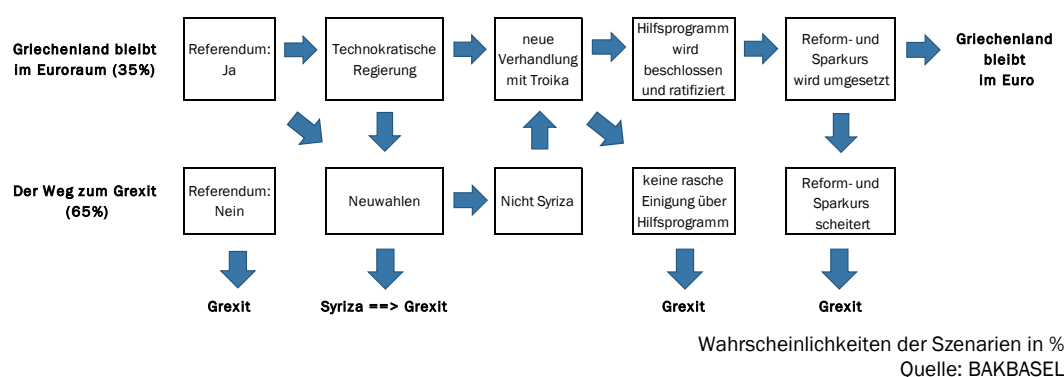 Griechenland bleibt
im Euroraum (35%)
Referendum:
Ja
Technokratische
Regierung
neue
Verhandlung
mit Troika
Hilfsprogramm
wird
beschlossen
und ratifiziert
Reform- und
Sparkurs
wird umgesetzt
Griechenland
bleibt
im Euro
Der Weg zum Grexit
(65%)
Referendum:
Nein
Neuwahlen
Nicht Syriza
keine rasche
Einigung über
Hilfsprogramm
Reform- und
Sparkurs
scheitert
Grexit
Syriza ==> Grexit
Grexit
Grexit
Wahrscheinlichkeiten der Szenarien in %
Quelle: BAKBASEL